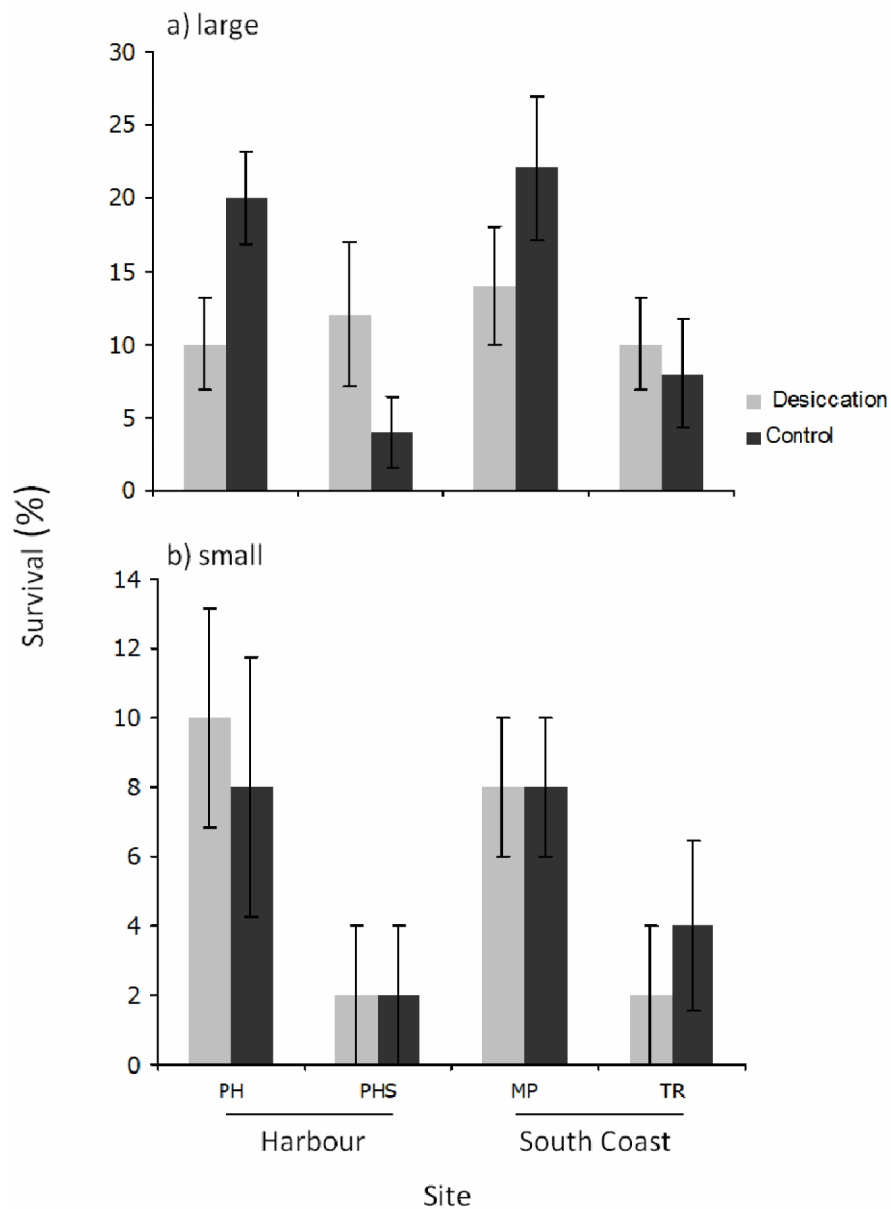 a) large
30
25
20
15
10
5
0
Desiccation
Control
Survival (%)
b) small
14
12
10
8
6
4
2
0
PH PHS MP TR
Harbour South Coast
Site